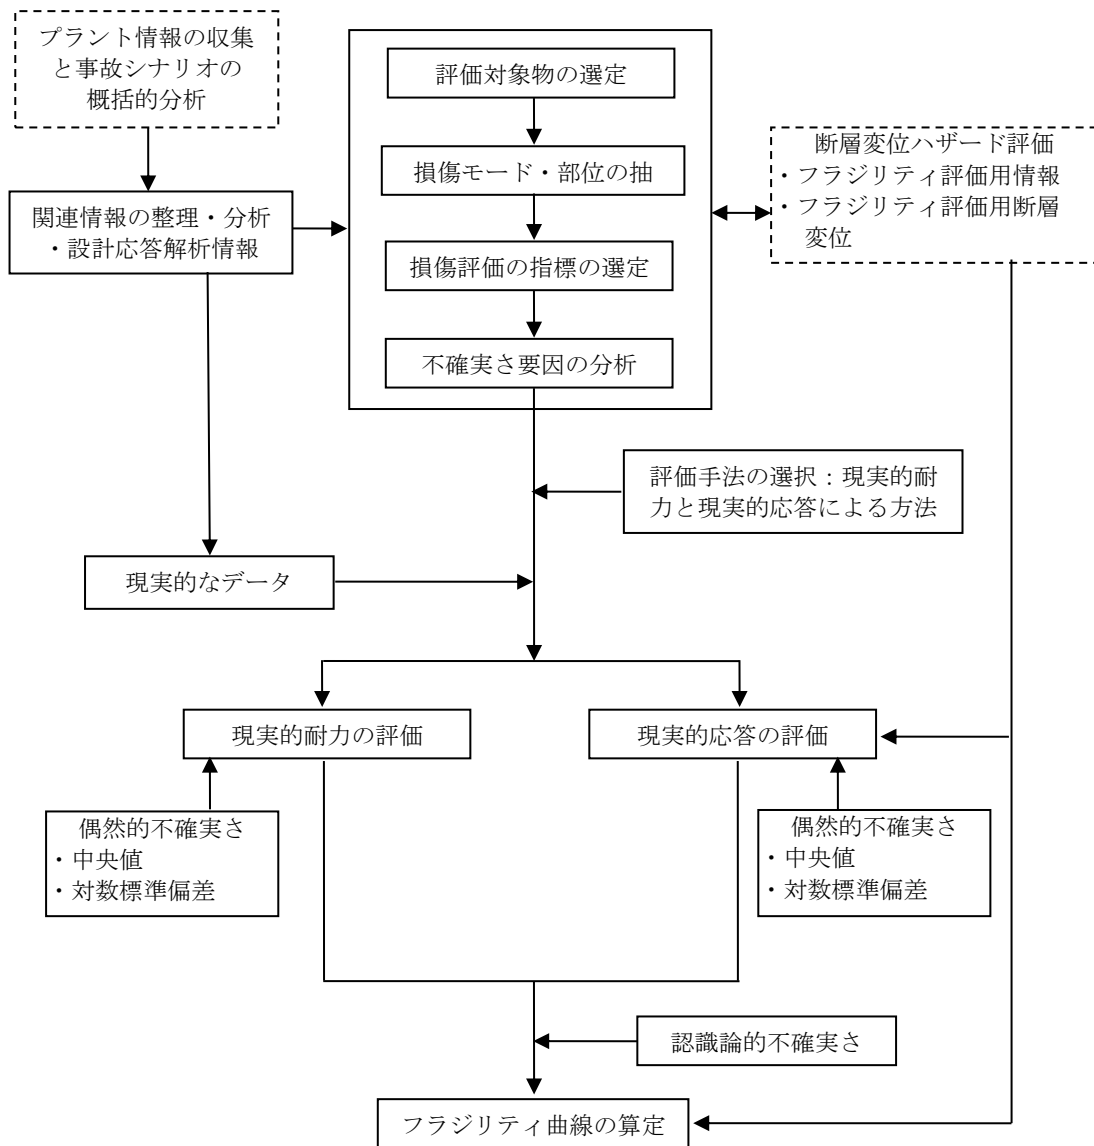 プラント情報の収集
と事故シナリオの
概括的分析
関連情報の整理・分析
・設計応答解析情報
評価対象物の選定
損傷モード・部位の抽
損傷評価の指標の選定
不確実さ要因の分析
断層変位ハザード評価
・フラジリティ評価用情報
・フラジリティ評価用断層
変位
評価手法の選択：現実的耐
力と現実的応答による方法
現実的なデータ
現実的耐力の評価
現実的応答の評価
偶然的不確実さ
・中央値
・対数標準偏差
偶然的不確実さ
・中央値
・対数標準偏差
認識論的不確実さ
フラジリティ曲線の算定